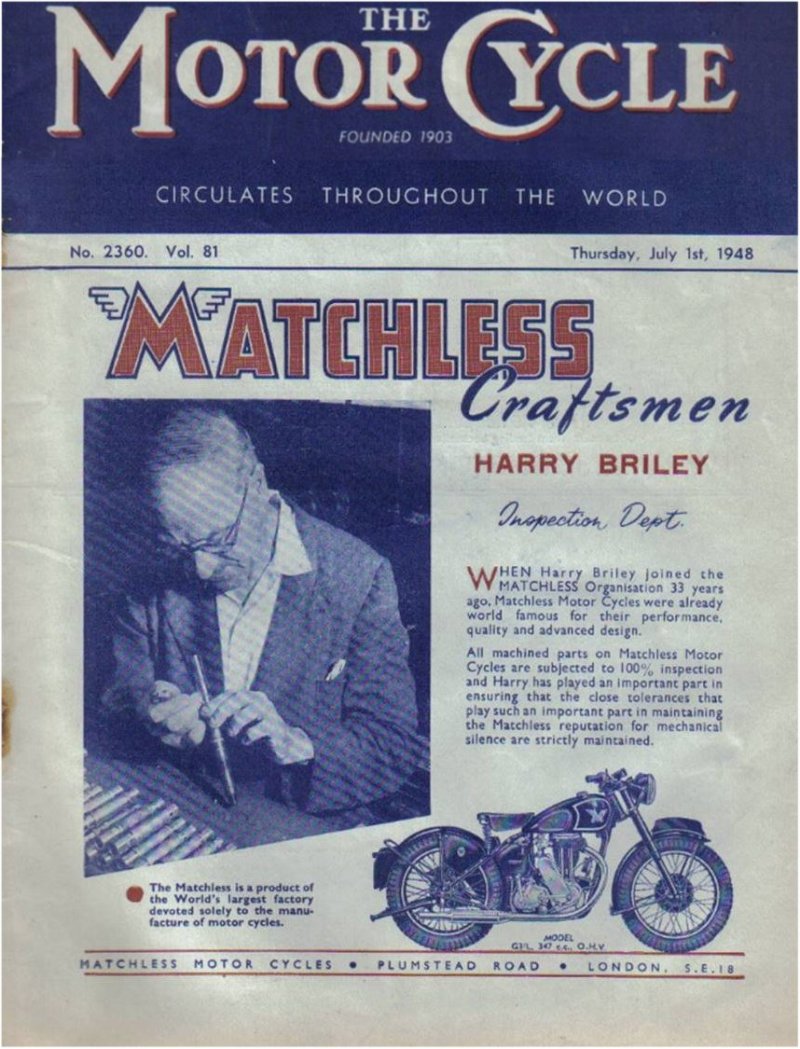 THE
MOTOR CYCLE
FOUNDED 1903
CIRCULATES THROUGHOUT THE WORLD
No. 2360. Vol. 81
Thursday, July 1st, 1948
MATCHLESS
Craftsmen
HARRY BRILEY
Inspection Dept.
WHEN Harry Briley joined the
MATCHLESS Organisation 33 years
ago, Matchless Motor Cycles were already
world famous for their performance,
quality and advanced design.
All machined parts on Matchless Motor
Cycles are subjected to 100% inspection
and Harry has played an important part in
ensuring that the close tolerances that
play such an important part in maintaining
the Matchless reputation for mechanical
silence are strictly maintained.
The Matchless is a product of
the World's largest factory
devoted solely to the manu-
facture of motor cycles.
MODEL
G3/L. 347 c.c. O.H.V
MATCHLESS MOTOR CYCLES • PLUMSTEAD ROAD • LONDON, S.E.18